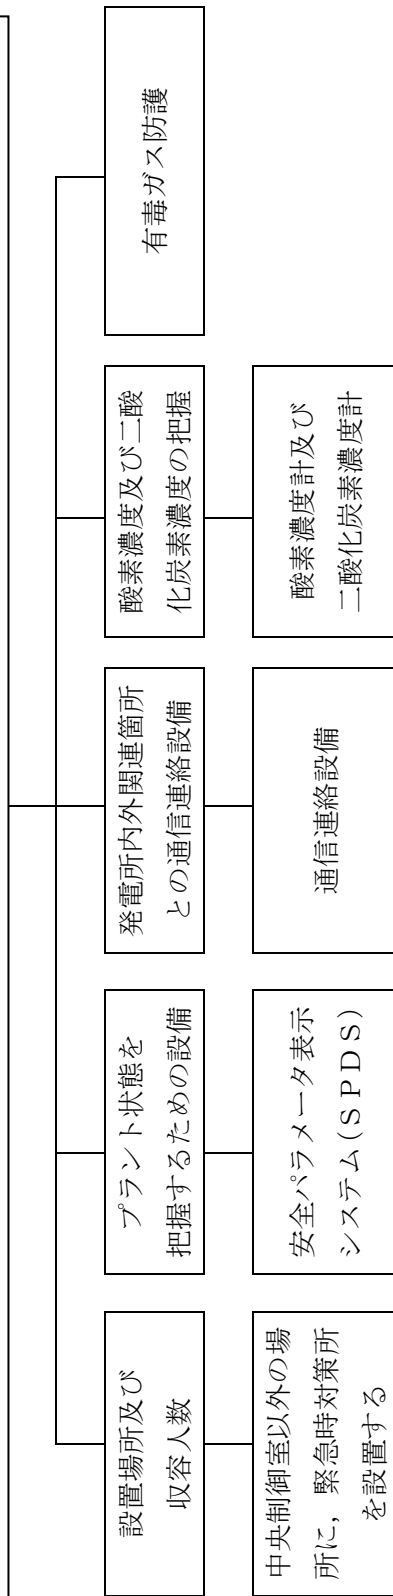 設置場所及び
収容人数
プラント状態を
把握するための設備
発電所内外関連箇所
との通信連絡設備
酸素濃度及び二酸
化炭素濃度の把握
有毒ガス防護
中央制御室以外の場
所に，緊急時対策所
を設置する
安全パラメータ表示
システム(ＳＰＤＳ)
通信連絡設備
酸素濃度計及び
二酸化炭素濃度計